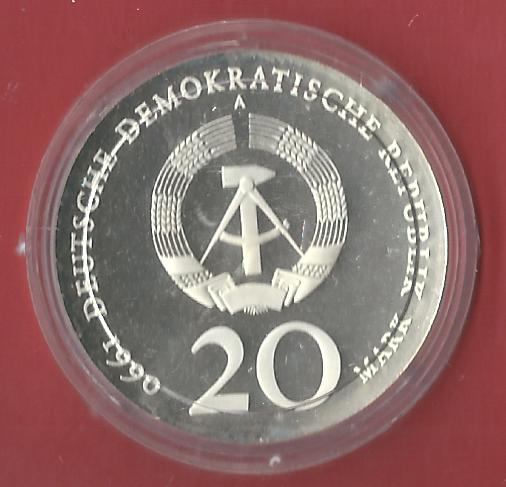 1990 DEUTSCHE DEMOKRATISCHE REPUBLIK
A
20
MARK